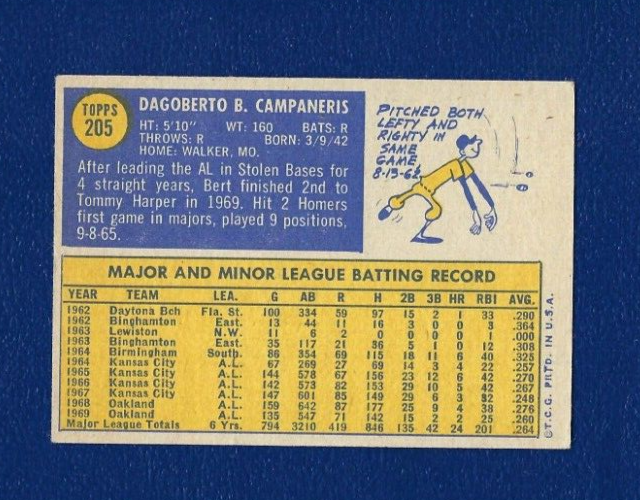 TOPPS
205
DAGOBERTO B. CAMPANERIS
HT: 5'10" WT: 160 BATS: R
THROWS: R BORN: 3/9/42
HOME: WALKER, MO.
After leading the AL in Stolen Bases for
4 straight years, Bert finished 2nd to
Tommy Harper in 1969. Hit 2 Homers
first game in majors, played 9 positions,
9-8-65.
PITCHED BOTH
LEFTY AND
RIGHTY IN
SAME
GAME,
8-13-62
MAJOR AND MINOR LEAGUE BATTING RECORD
YEAR TEAM LEA. G AB R H 2B 3B HR RBI AVG.
1962 Daytona Bch Fla. St. 100 334 59 97 15 2 1 33 .290
1962 Binghamton East. 13 44 11 16 3 0 0 3 .364
1963 Lewiston N.W. 11 6 2 0 0 0 0 1 .000
1963 Binghamton East. 35 117 21 36 5 1 0 12 .308
1964 Birmingham South. 86 354 69 115 18 11 6 40 .325
1964 Kansas City A.L. 67 269 27 69 14 3 4 22 .257
1965 Kansas City A.L. 144 578 67 156 23 12 6 42 .270
1966 Kansas City A.L. 142 573 82 153 29 10 5 42 .267
1967 Kansas City A.L. 147 601 85 149 29 6 3 32 .248
1968 Oakland A.L. 159 642 87 177 25 9 4 38 .276
1969 Oakland A.L. 135 547 71 142 15 2 2 25 .260
Major League Totals 6 Yrs. 794 3210 419 846 135 42 24 201 .264
©T.C.G. PRTD. IN U.S.A.